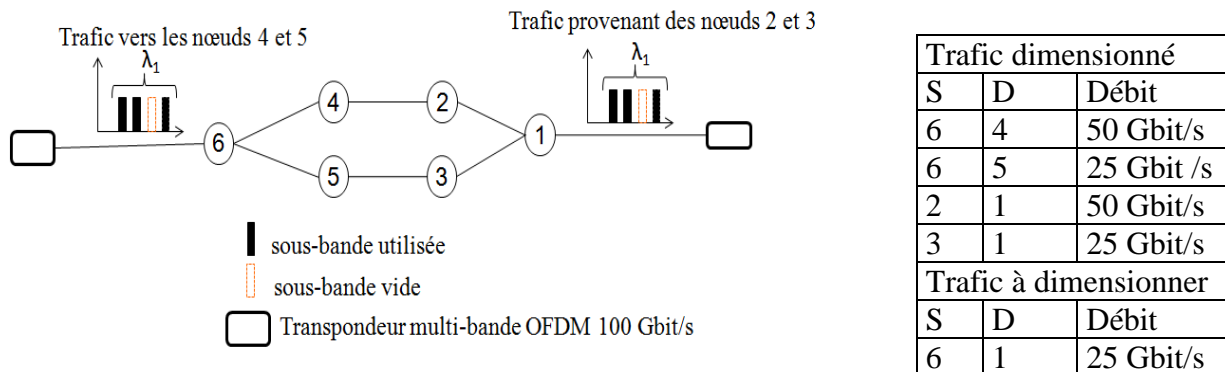 Trafic vers les nœuds 4 et 5
λ1
Trafic provenant des nœuds 2 et 3
λ1
4
2
6
1
5
3
sous-bande utilisée
sous-bande vide
Transpondeur multi-bande OFDM 100 Gbit/s
Trafic dimensionné
S D Débit
6 4 50 Gbit/s
6 5 25 Gbit /s
2 1 50 Gbit/s
3 1 25 Gbit/s
Trafic à dimensionner
S D Débit
6 1 25 Gbit/s